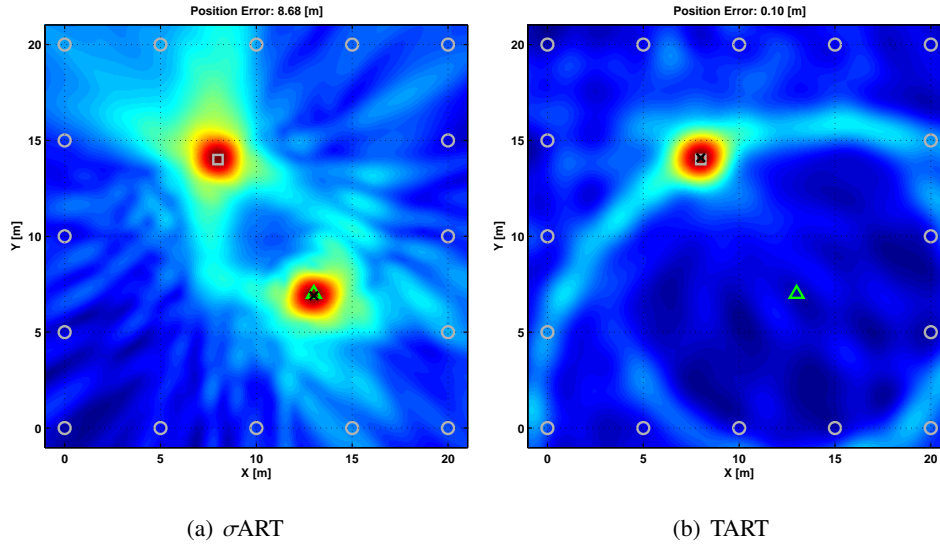 Position Error: 8.68 [m]
20
15
10
5
0
Y [m]
0 5 10 15 20
X [m]
(a) σART
Position Error: 0.10 [m]
20
15
10
5
0
Y [m]
0 5 10 15 20
X [m]
(b) TART